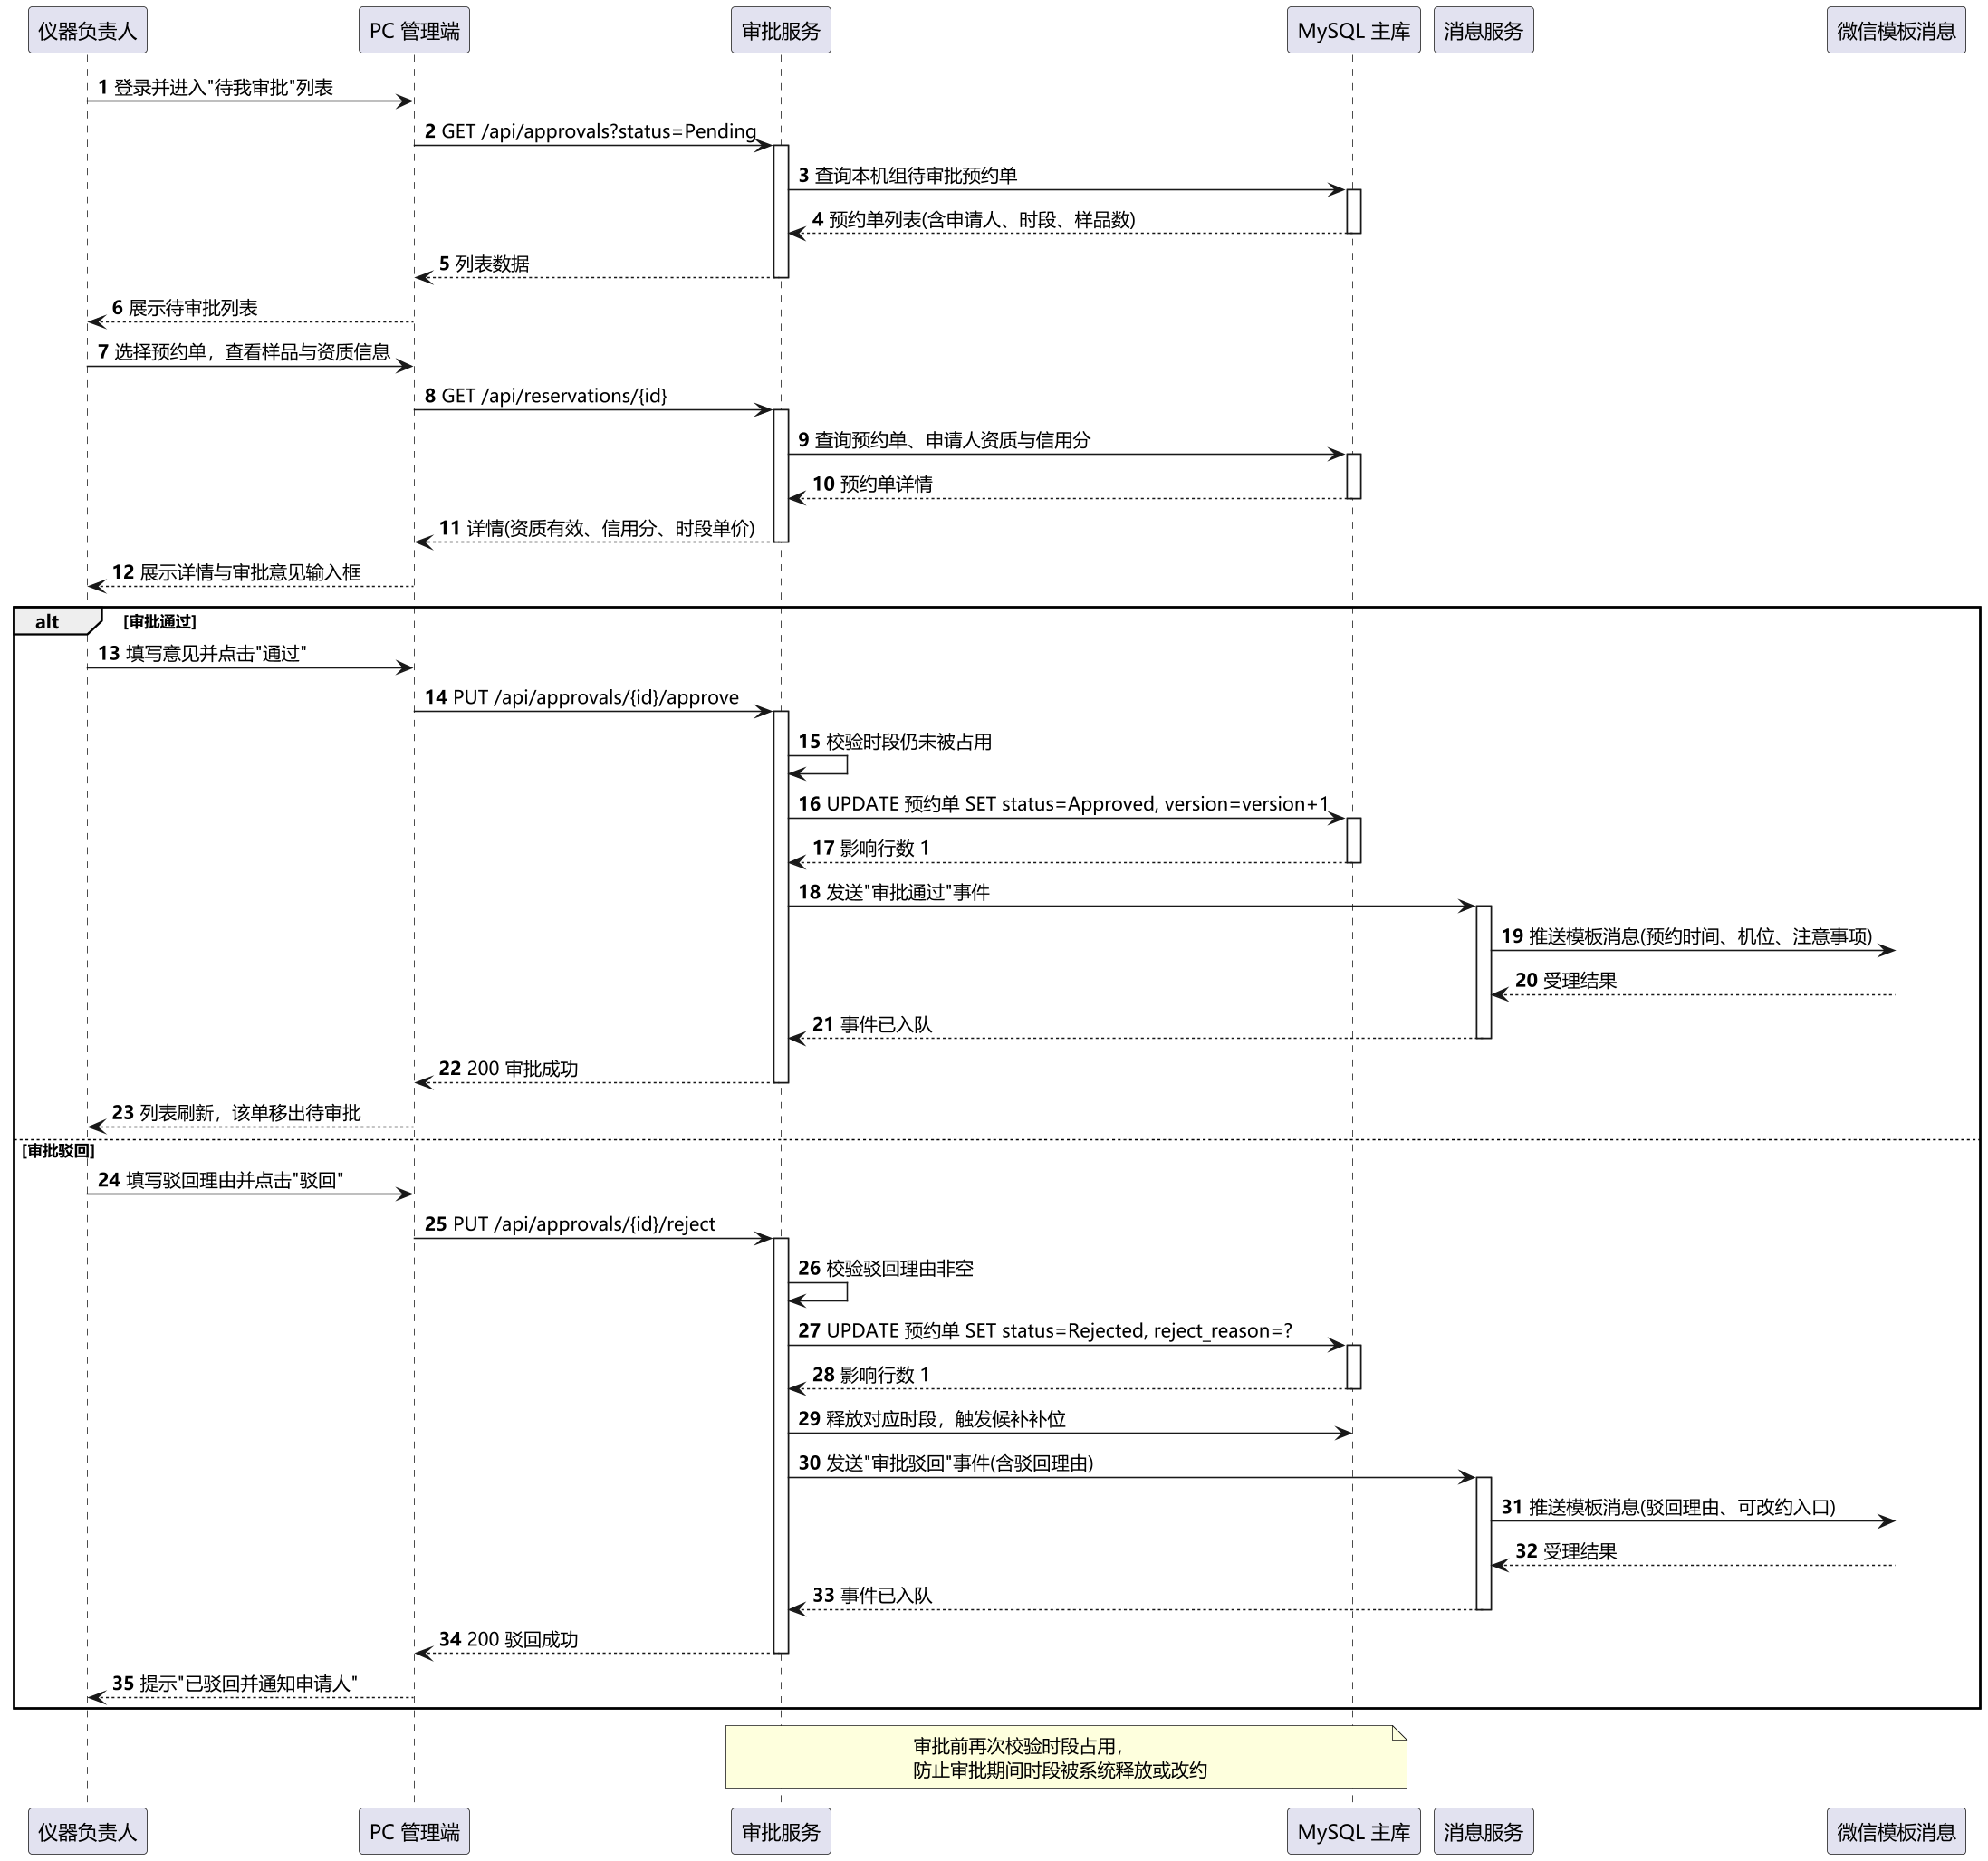 仪器负责人
PC 管理端
审批服务
MySQL 主库
消息服务
微信模板消息
1 登录并进入"待我审批"列表
2 GET /api/approvals?status=Pending
3 查询本机组待审批预约单
4 预约单列表(含申请人、时段、样品数)
5 列表数据
6 展示待审批列表
7 选择预约单，查看样品与资质信息
8 GET /api/reservations/{id}
9 查询预约单、申请人资质与信用分
10 预约单详情
11 详情(资质有效、信用分、时段单价)
12 展示详情与审批意见输入框
alt [审批通过]
13 填写意见并点击"通过"
14 PUT /api/approvals/{id}/approve
15 校验时段仍未被占用
16 UPDATE 预约单 SET status=Approved, version=version+1
17 影响行数 1
18 发送"审批通过"事件
19 推送模板消息(预约时间、机位、注意事项)
20 受理结果
21 事件已入队
22 200 审批成功
23 列表刷新，该单移出待审批
[审批驳回]
24 填写驳回理由并点击"驳回"
25 PUT /api/approvals/{id}/reject
26 校验驳回理由非空
27 UPDATE 预约单 SET status=Rejected, reject_reason=?
28 影响行数 1
29 释放对应时段，触发候补补位
30 发送"审批驳回"事件(含驳回理由)
31 推送模板消息(驳回理由、可改约入口)
32 受理结果
33 事件已入队
34 200 驳回成功
35 提示"已驳回并通知申请人"
审批前再次校验时段占用，
防止审批期间时段被系统释放或改约
仪器负责人
PC 管理端
审批服务
MySQL 主库
消息服务
微信模板消息